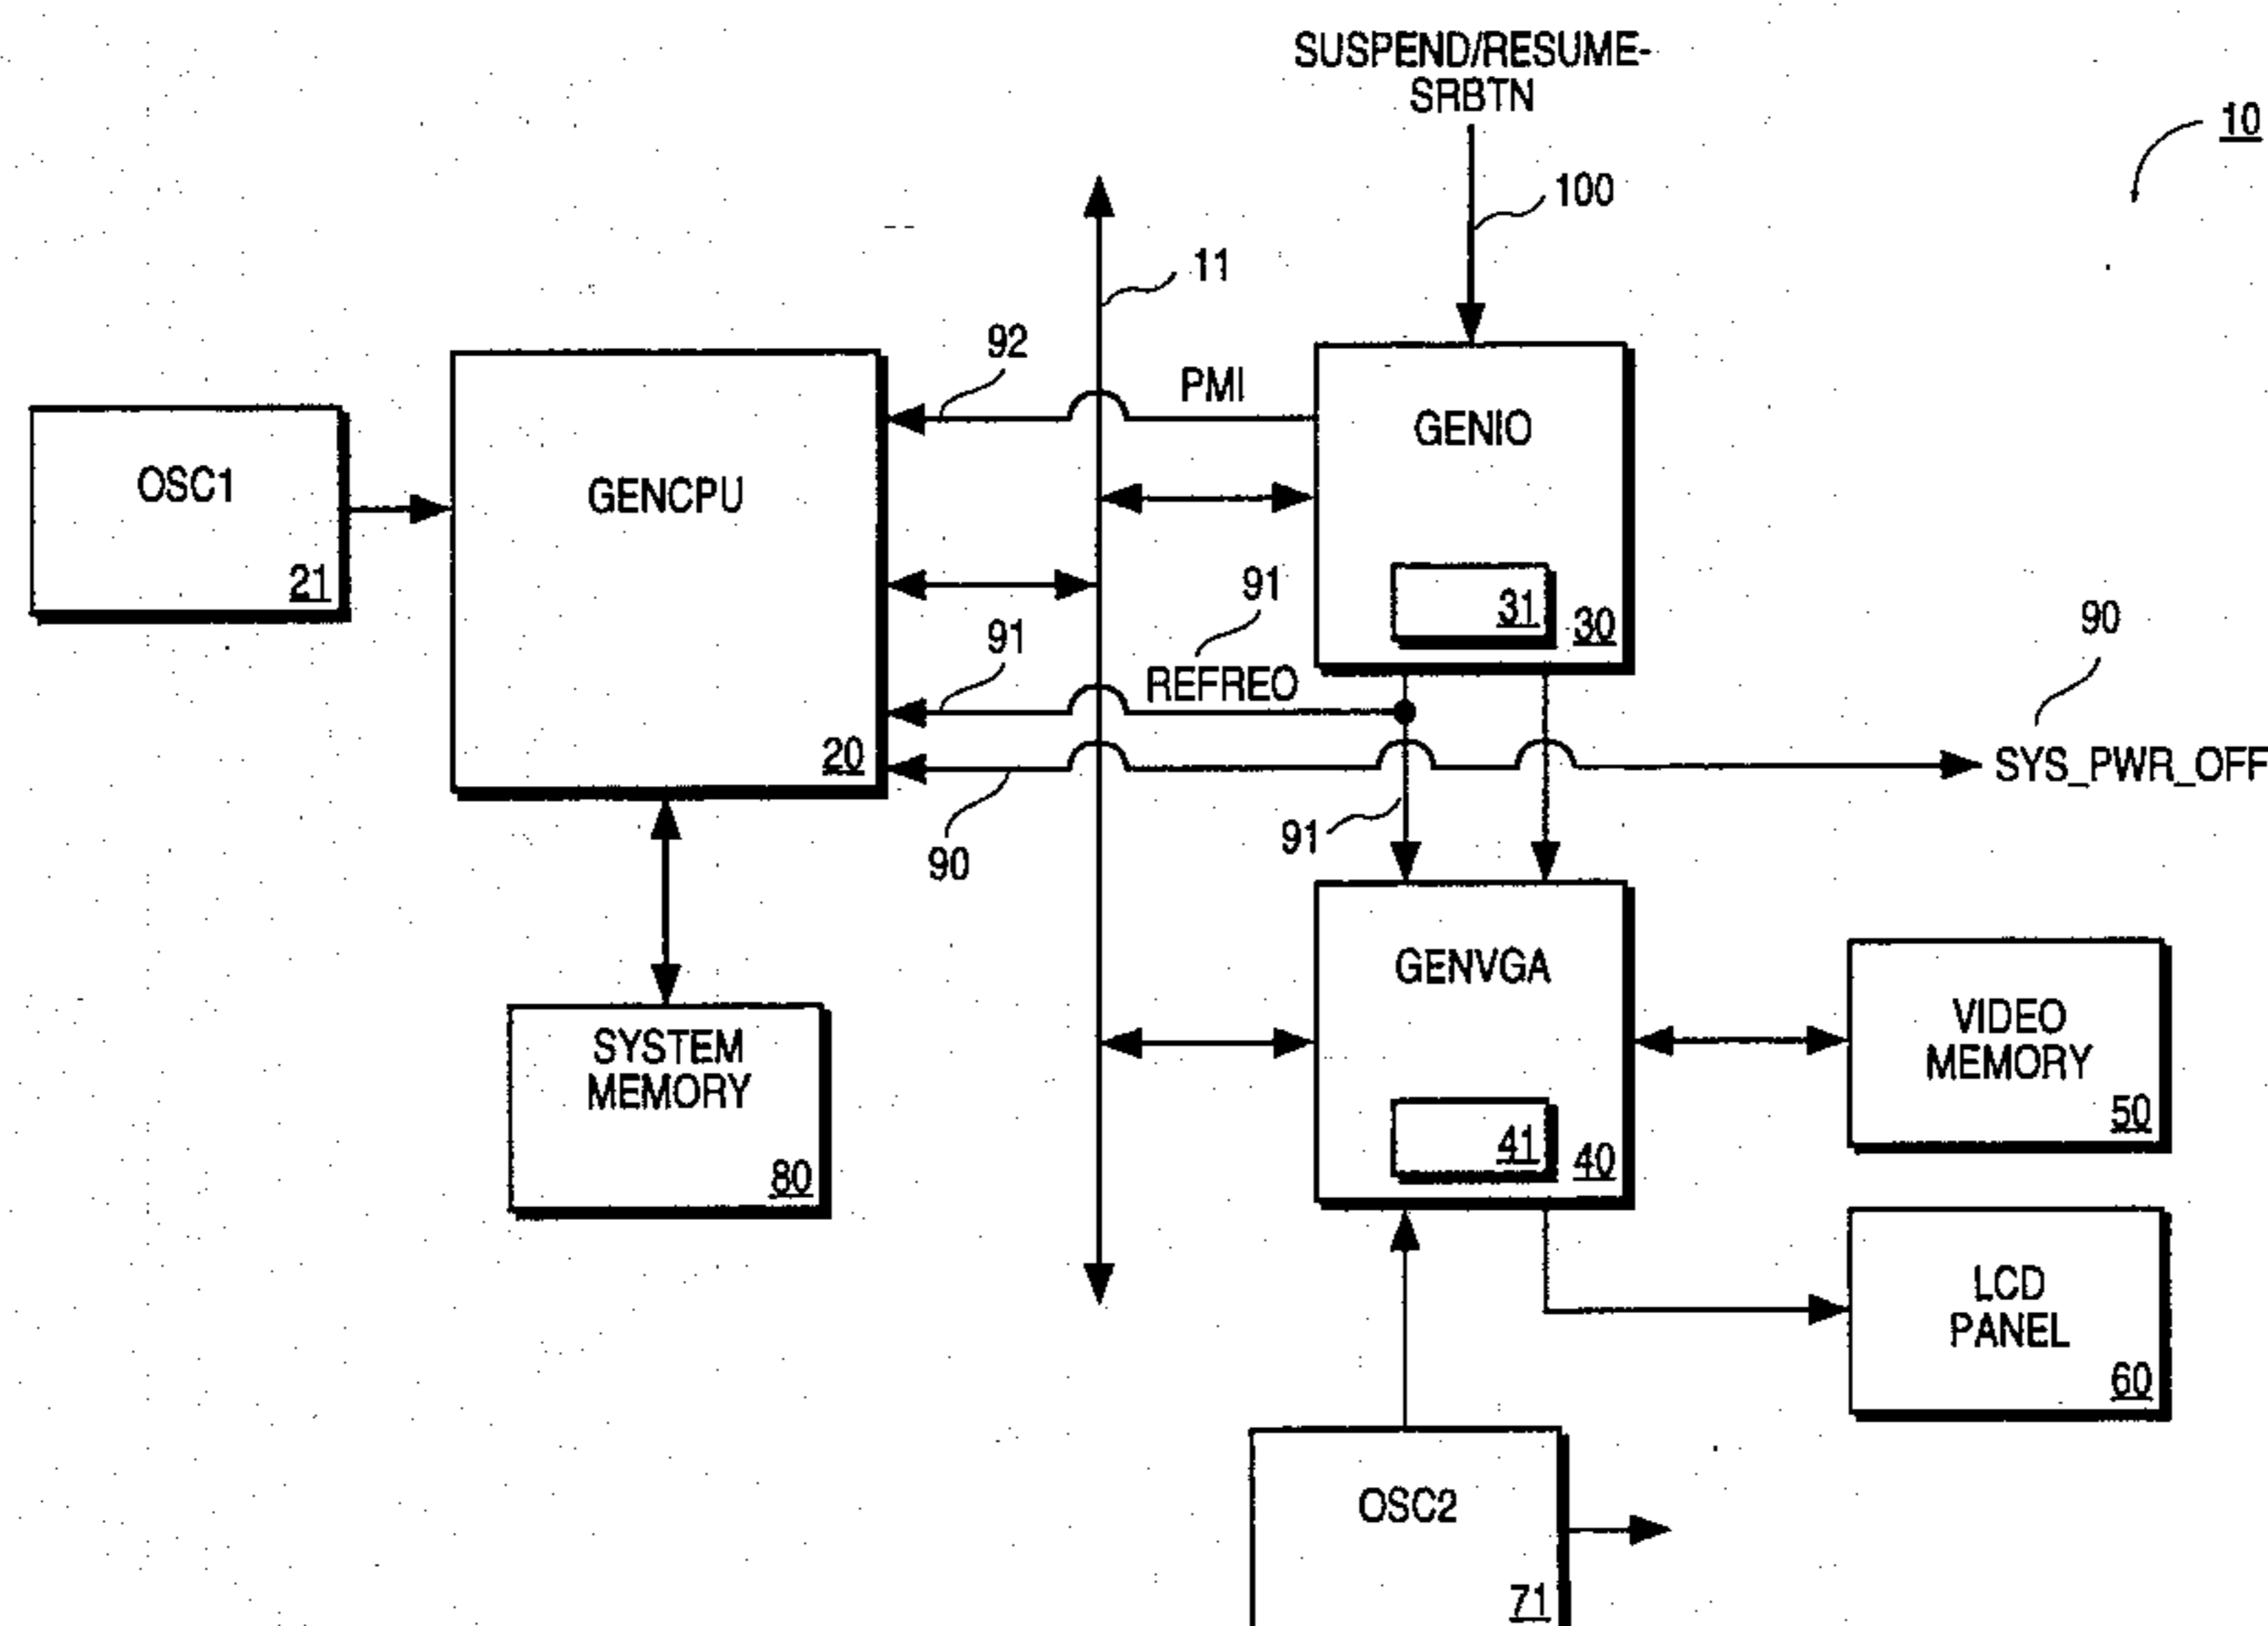 SUSPEND/RESUME-
SRBTN
10
100
11
92
PMI
GENIO
OSC1
GENCPU
21
91
31
30
91
90
REFREO
20
SYS_PWR_OFF
91
90
GENVGA
SYSTEM
MEMORY
VIDEO
MEMORY
50
41
40
80
LCD
PANEL
60
OSC2
71